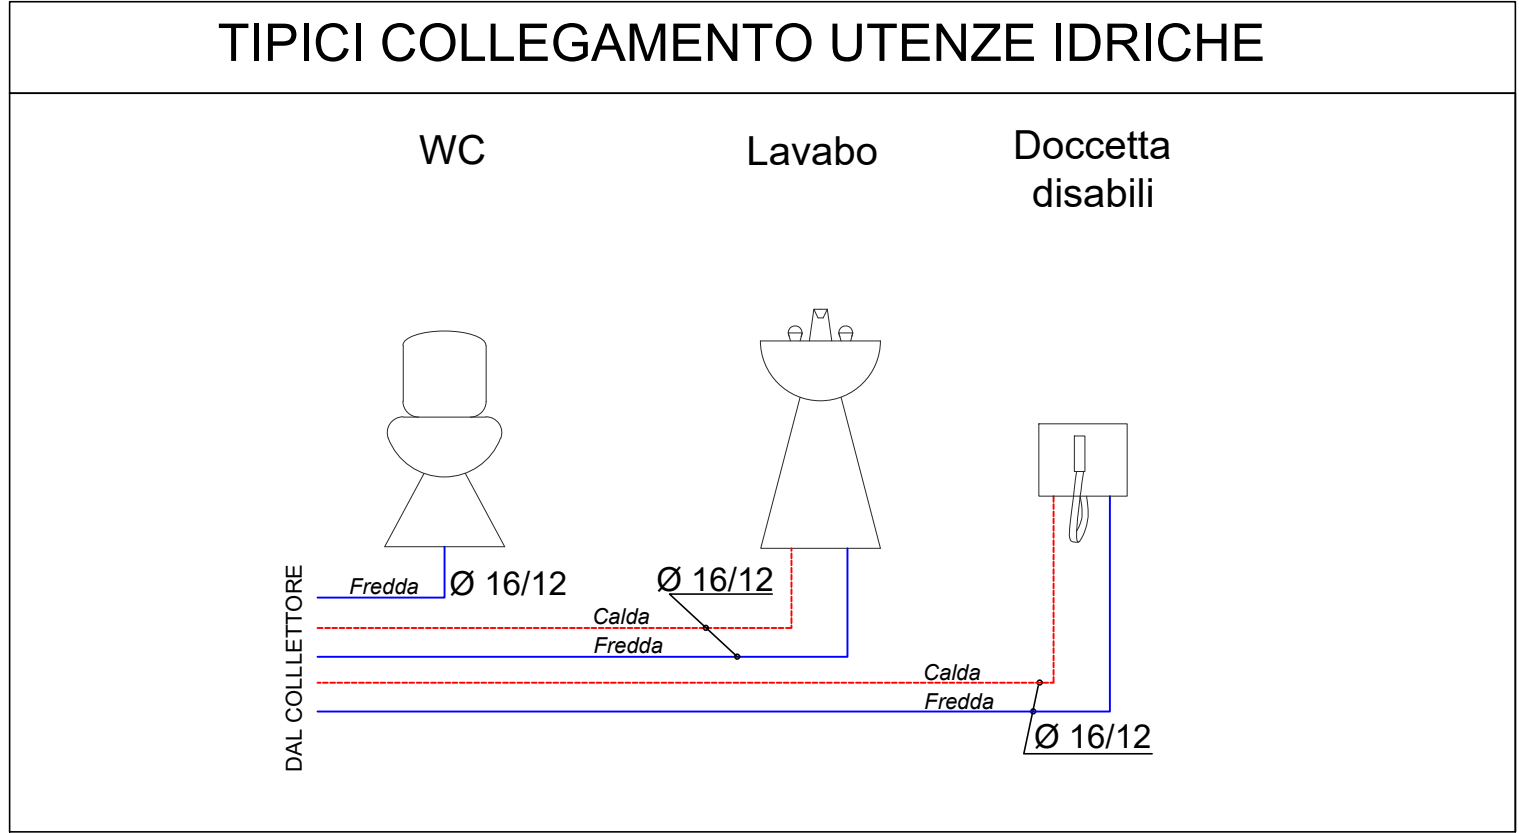 TIPICI COLLEGAMENTO UTENZE IDRICHE
WC
Lavabo
Doccetta
disabili
Fredda
Ø 16/12
Ø 16/12
Calda
Fredda
Calda
Fredda
Ø 16/12
DAL COLLLETTORE